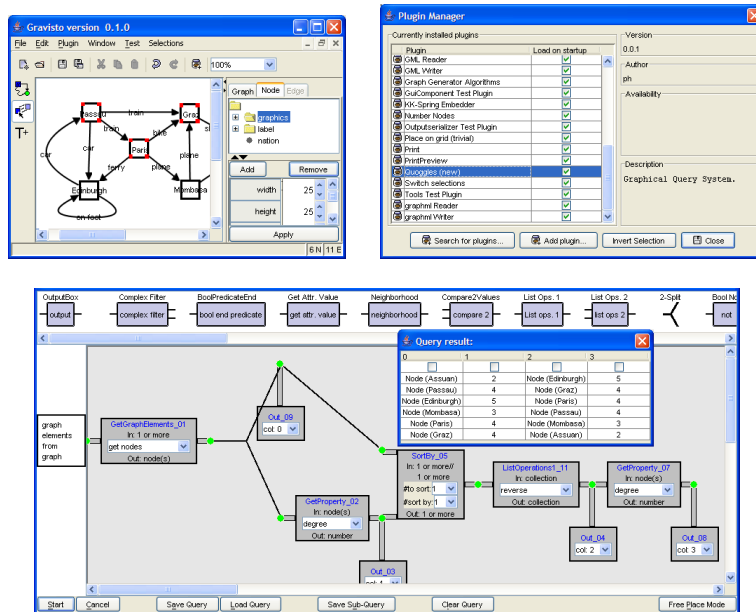 Gravisto version 0.1.0
File Edit Plugin Window Test Selections
100%
Graph Node Edge
graphics
label
nation
Add Remove
width 25
height 25
Apply
6 N 11 E
Passau
train
Graz
train
bike
car
Paris
plane
car
ferry
plane
Edinburgh
Mombasa
on foot
Plugin Manager
Currently installed plugins
Plugin Load on startup
GML Reader
GML Writer
Graph Generator Algorithms
GuiComponent Test Plugin
KK-Spring Embedder
Number Nodes
Outputserializer Test Plugin
Place on grid (trivial)
Print
PrintPreview
Quoggles (new)
Switch selections
Tools Test Plugin
graphml Reader
graphml Writer
Version
0.0.1
Author
ph
Availability
Description
Graphical Query System.
Search for plugins... Add plugin... Invert Selection Close
OutputBox Complex Filter BoolPredicateEnd Get Attr. Value Neighborhood Compare2Values List Ops. 1 List Ops. 2 2-Split Bool No
output complex filter bool end predicate get attr. value neighborhood compare 2 List ops. 1 list ops. 2 not
Query result:
0 1 2 3
Node (Assuan) 2 Node (Edinburgh) 5
Node (Passau) 4 Node (Graz) 4
Node (Edinburgh) 5 Node (Paris) 4
Node (Mombasa) 3 Node (Passau) 4
Node (Paris) 4 Node (Mombasa) 3
Node (Graz) 4 Node (Assuan) 2
graph
elements
from
graph
GetGraphElements_01
In: 1 or more
get nodes
Out: node(s)
Out_09
col: 0
GetProperty_02
In: node(s)
degree
Out: number
Out_03
col: 1
SortBy_05
In: 1 or more//
1 or more
#to sort: 1
#sort by: 1
Out: 1 or more
ListOperations1_11
In: collection
reverse
Out: collection
Out_04
col: 2
GetProperty_07
In: node(s)
degree
Out: number
Out_08
col: 3
Start Cancel Save Query Load Query Save Sub-Query Clear Query Free Place Mode